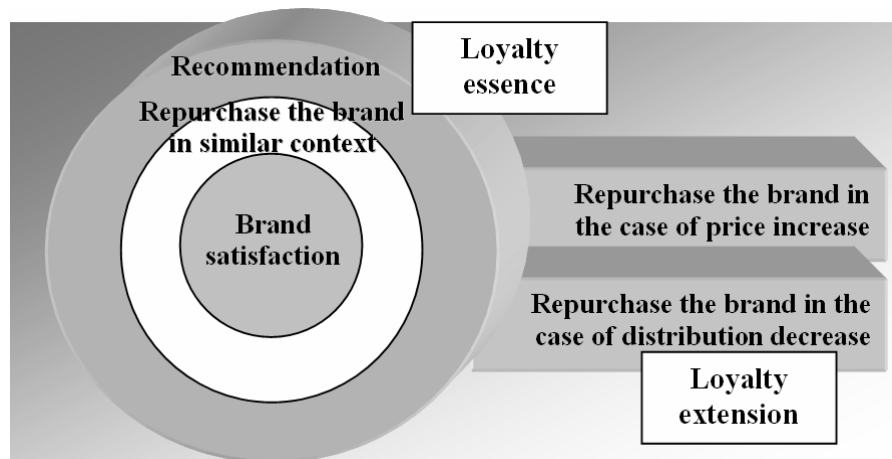 Loyalty
essence
Recommendation
Repurchase the brand
in similar context
Brand
satisfaction
Repurchase the brand in
the case of price increase
Repurchase the brand in the
case of distribution decrease
Loyalty
extension